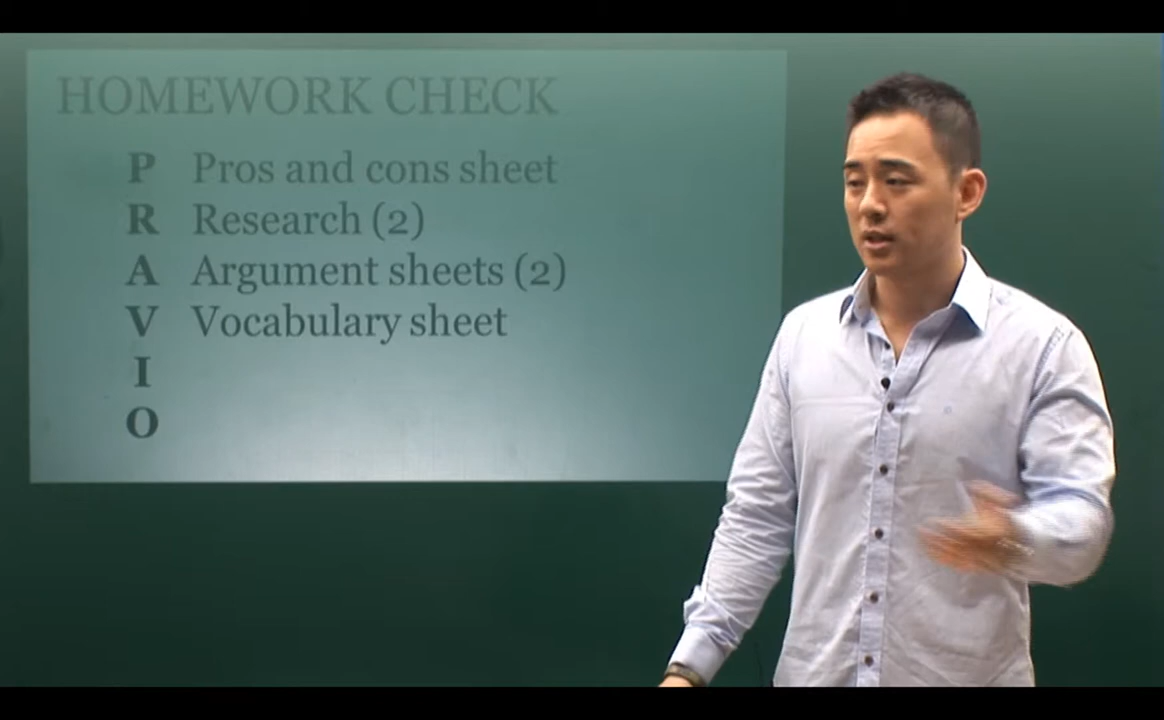 HOMEWORK CHECK
P Pros and cons sheet
R Research (2)
A Argument sheets (2)
V Vocabulary sheet
I
O